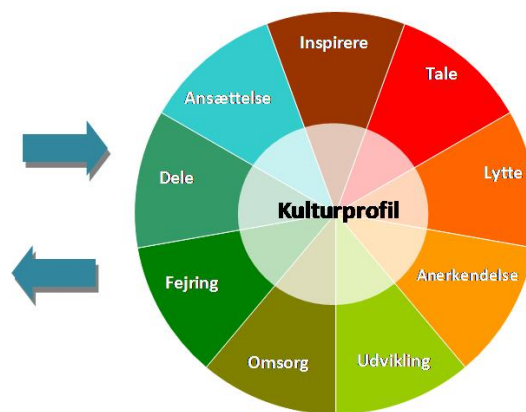 Inspirere
Tale
Lytte
Anerkendelse
Udvikling
Omsorg
Fejring
Dele
Ansættelse
Kulturprofil